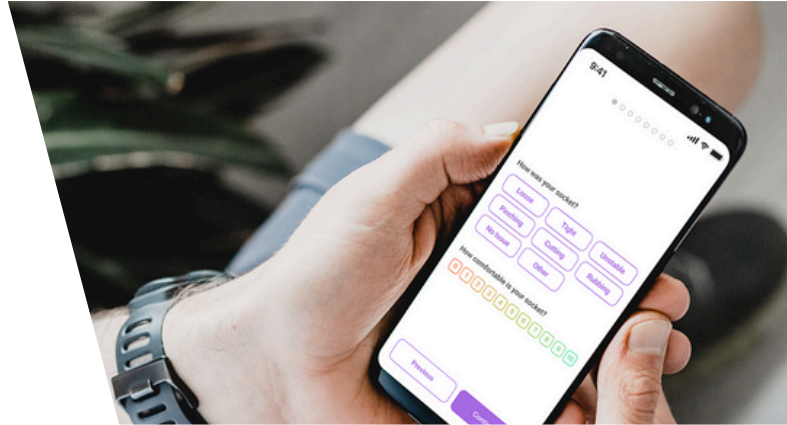 9:41
How was your socket?
Loose Tight Unstable
Pinching Cutting Rubbing
No Issue Other
How comfortable is your socket?
0 1 2 3 4 5 6 7 8 9 10
Previous